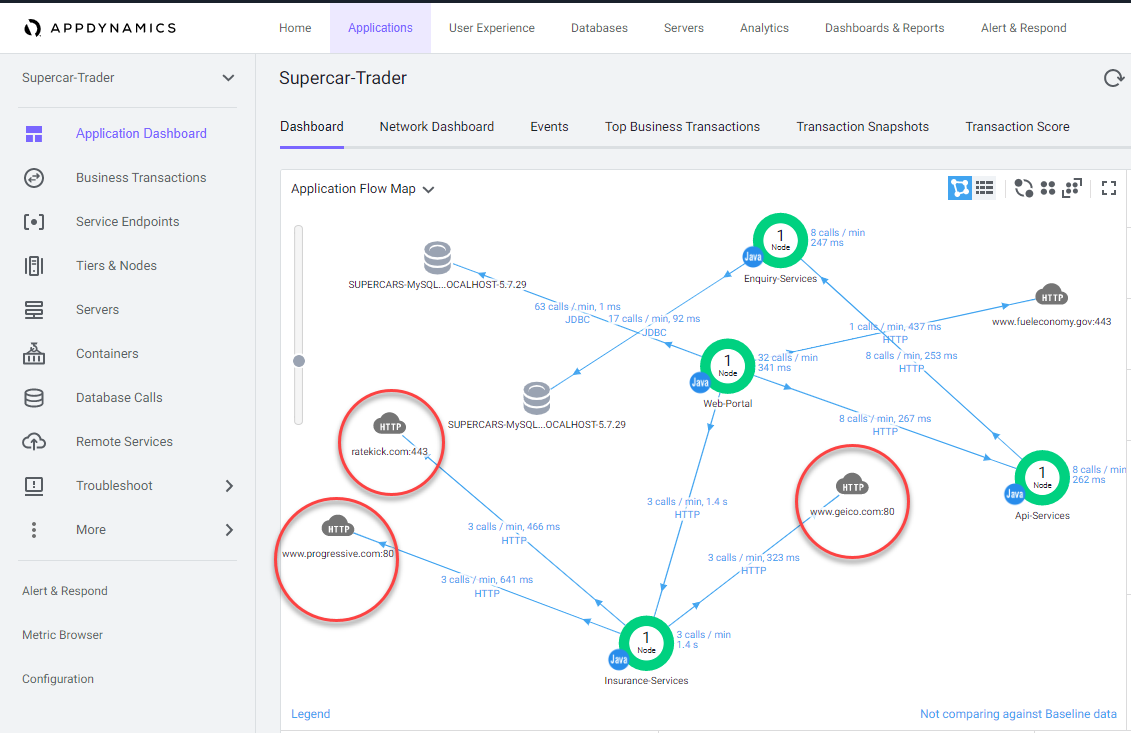 APPDYNAMICS
Home
Applications
User Experience
Databases
Servers
Analytics
Dashboards & Reports
Alert & Respond
Supercar-Trader
Application Dashboard
Business Transactions
Service Endpoints
Tiers & Nodes
Servers
Containers
Database Calls
Remote Services
Troubleshoot
More
Alert & Respond
Metric Browser
Configuration
Supercar-Trader
Dashboard
Network Dashboard
Events
Top Business Transactions
Transaction Snapshots
Transaction Score
Application Flow Map
1
Node
Java
8 calls / min
247 ms
Enquiry-Services
SUPERCARS-MySQL...OCALHOST-5.7.29
HTTP
www.fueleconomy.gov:443
63 calls / min, 1 ms
JDBC
17 calls / min, 92 ms
JDBC
1 call / min, 437 ms
HTTP
8 calls / min, 253 ms
HTTP
1
Node
Java
32 calls / min
341 ms
Web-Portal
SUPERCARS-MySQL...OCALHOST-5.7.29
HTTP
ratekick.com:443
8 calls / min, 267 ms
HTTP
1
Node
Java
8 calls / min
262 ms
Api-Services
HTTP
www.geico.com:80
3 calls / min, 1.4 s
HTTP
HTTP
www.progressive.com:80
3 calls / min, 466 ms
HTTP
3 calls / min, 323 ms
HTTP
3 calls / min, 641 ms
HTTP
1
Node
Java
3 calls / min
1.4 s
Insurance-Services
Legend
Not comparing against Baseline data